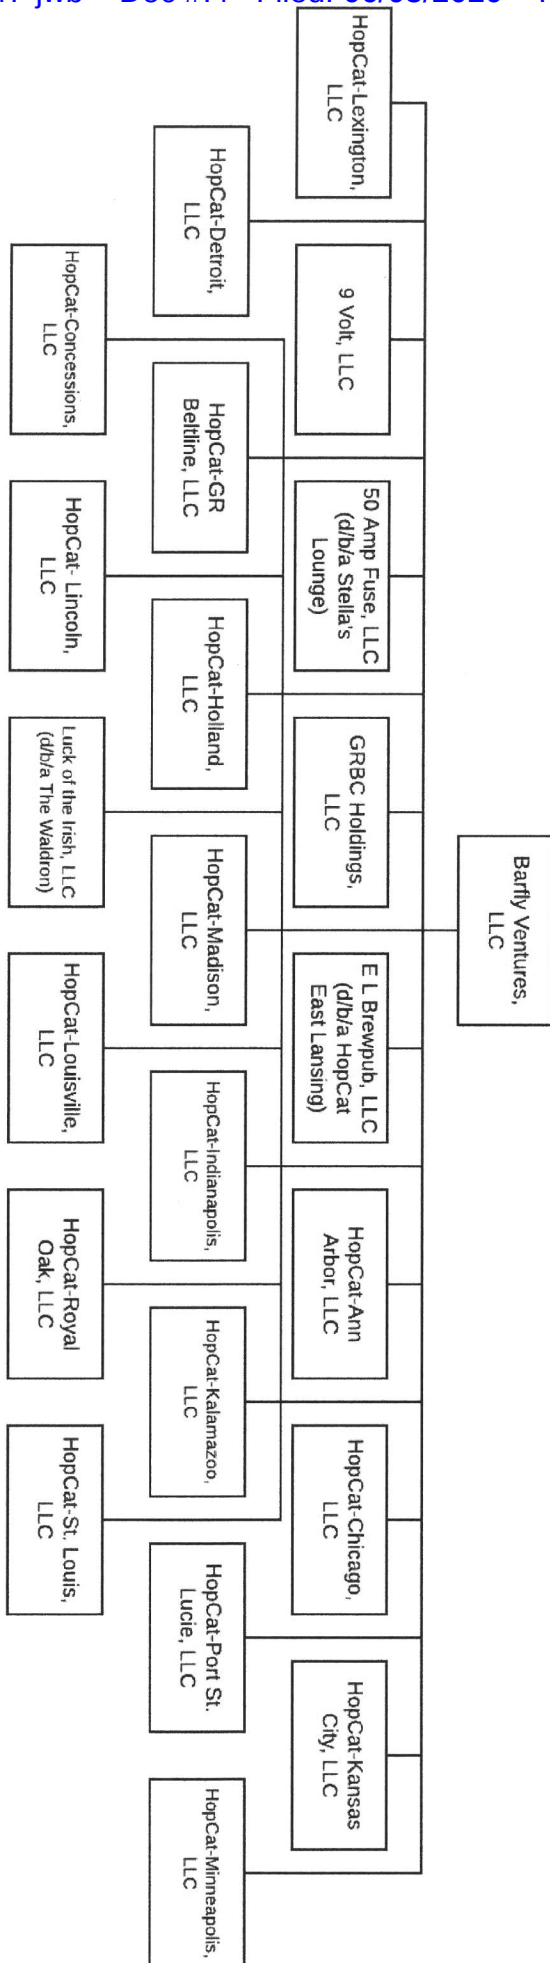 jwb Doc Filed:
Barfly Ventures,
LLC
HopCat-Lexington,
LLC
9 Volt, LLC
50 Amp Fuse, LLC
(d/b/a Stella's
Lounge)
GRBC Holdings,
LLC
E L Brewpub, LLC
(d/b/a HopCat
East Lansing)
HopCat-Ann
Arbor, LLC
HopCat-Chicago,
LLC
HopCat-Kansas
City, LLC
HopCat-Detroit,
LLC
HopCat-GR
Beltline, LLC
HopCat-Holland,
LLC
HopCat-Madison,
LLC
HopCat-Indianapolis,
LLC
HopCat-Kalamazoo,
LLC
HopCat-Port St.
Lucie, LLC
HopCat-Minneapolis,
LLC
HopCat-Concessions,
LLC
HopCat- Lincoln,
LLC
Luck of the Irish, LLC
(d/b/a The Waldron)
HopCat-Louisville,
LLC
HopCat-Royal
Oak, LLC
HopCat-St. Louis,
LLC